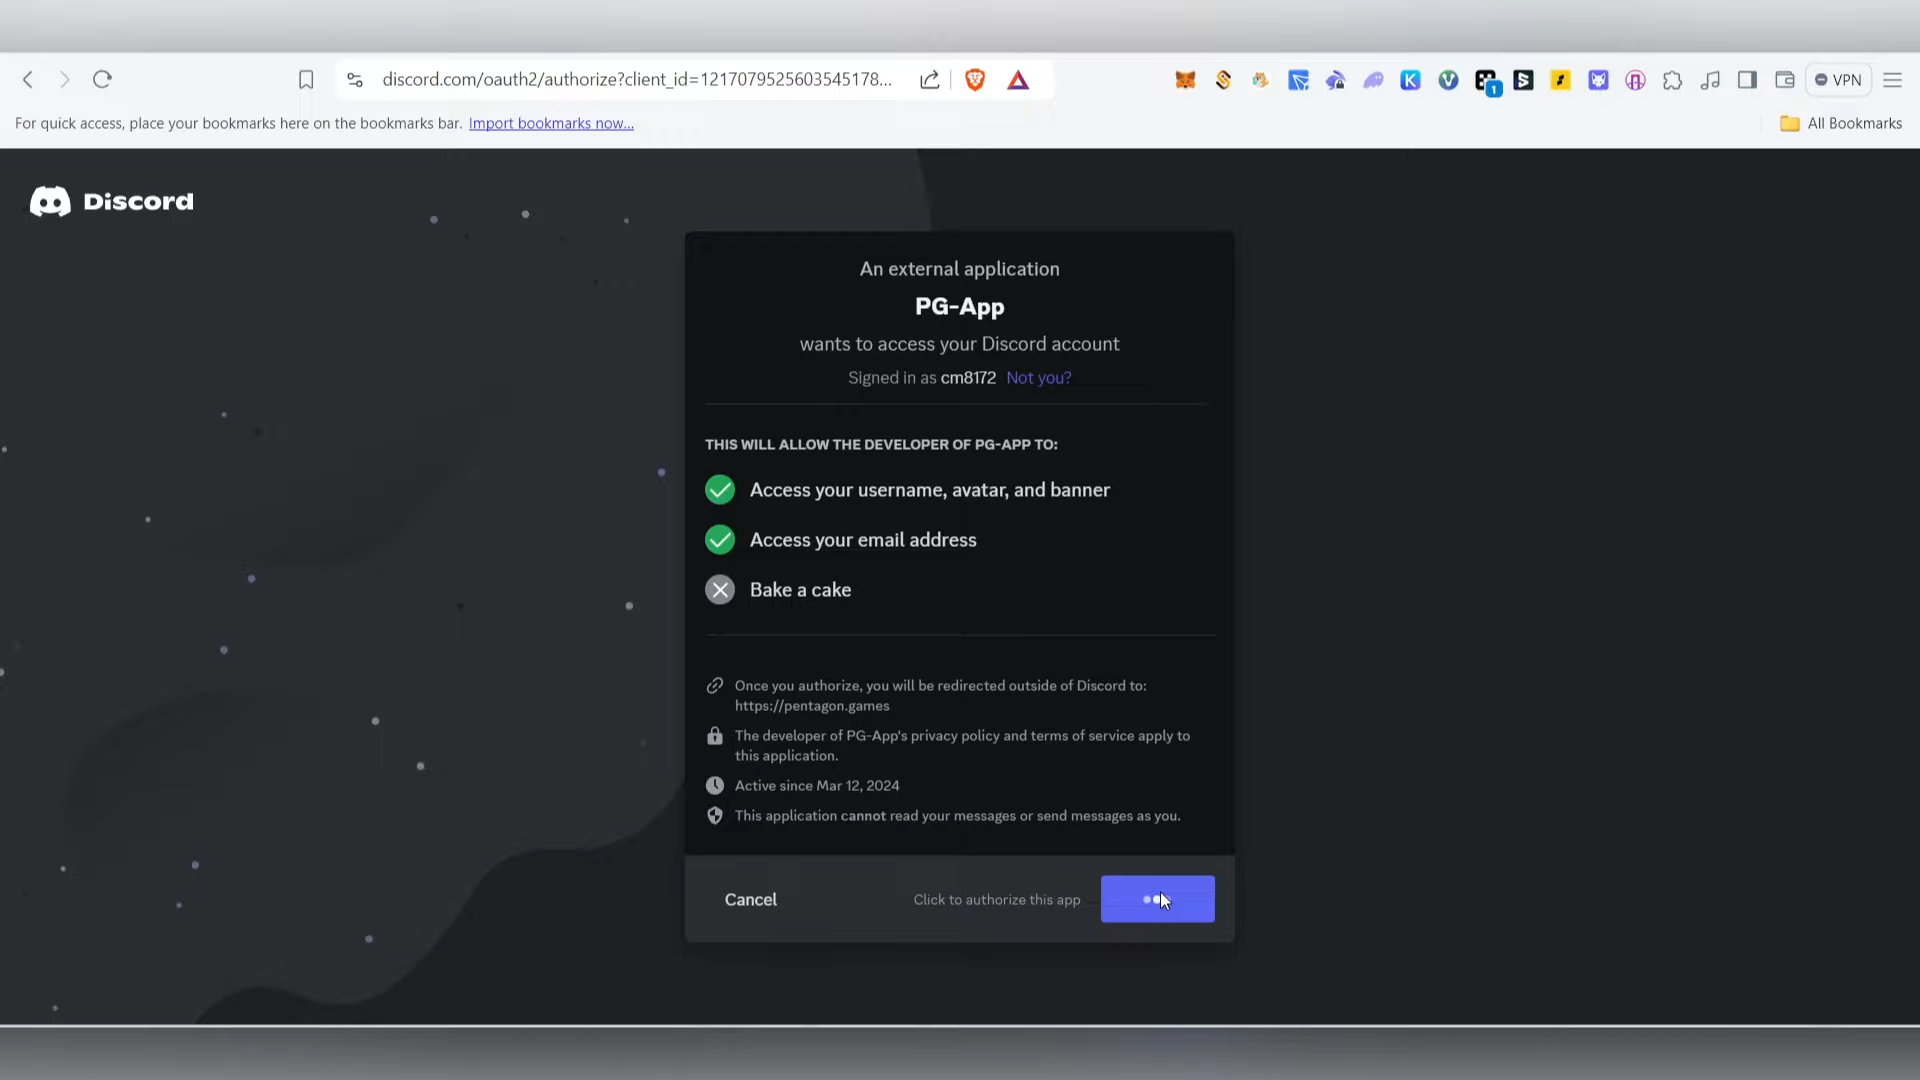 discord.com/oauth2/authorize?client_id=1217079525603545178...
1
VPN
For quick access, place your bookmarks here on the bookmarks bar. Import bookmarks now...
All Bookmarks
Discord
An external application
PG-App
wants to access your Discord account
Signed in as cm8172 Not you?
THIS WILL ALLOW THE DEVELOPER OF PG-APP TO:
Access your username, avatar, and banner
Access your email address
Bake a cake
Once you authorize, you will be redirected outside of Discord to:
https://pentagon.games
The developer of PG-App's privacy policy and terms of service apply to
this application.
Active since Mar 12, 2024
This application cannot read your messages or send messages as you.
Cancel
Click to authorize this app